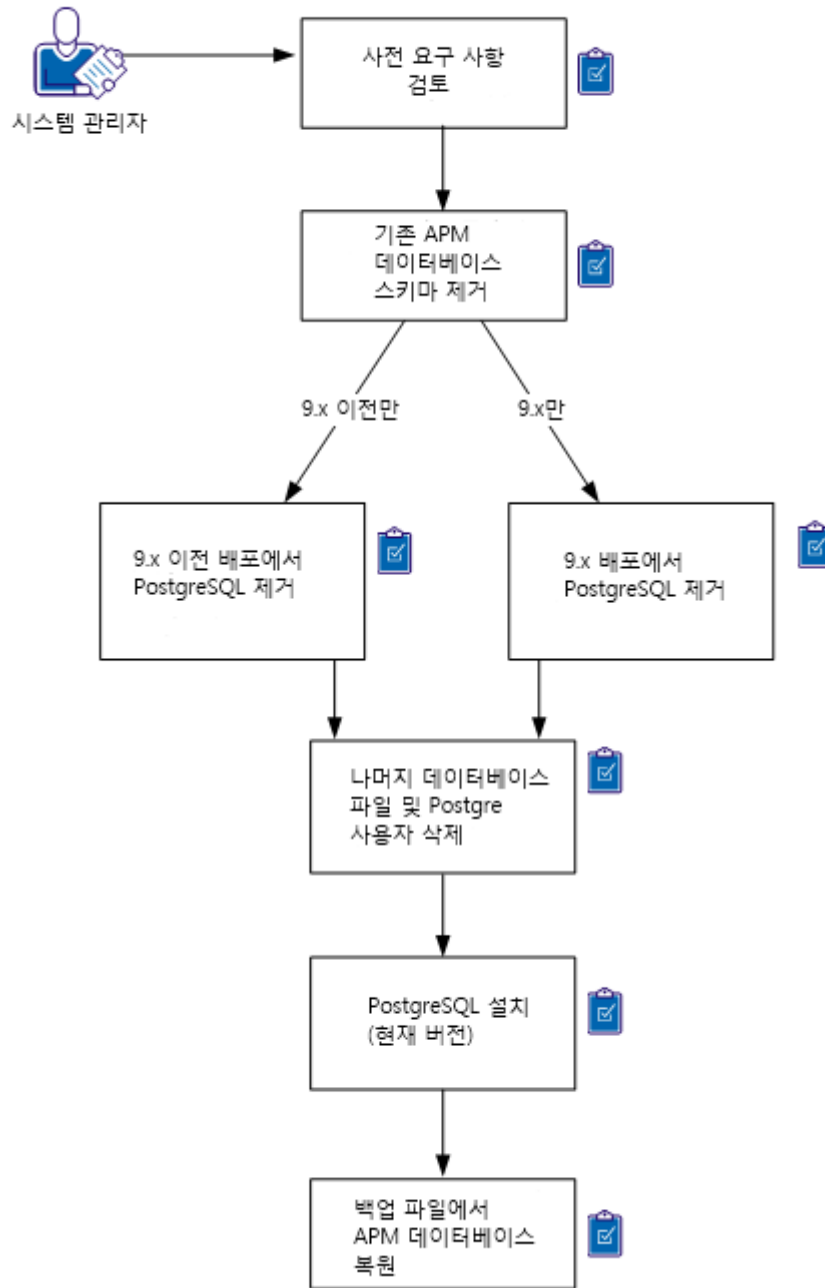 시스템 관리자
사전 요구 사항
검토
기존 APM
데이터베이스
스키마 제거
9.x 이전만
9.x만
9.x 이전 배포에서
PostgreSQL 제거
9.x 배포에서
PostgreSQL 제거
나머지 데이터베이스
파일 및 Postgre
사용자 삭제
PostgreSQL 설치
(현재 버전)
백업 파일에서
APM 데이터베이스
복원